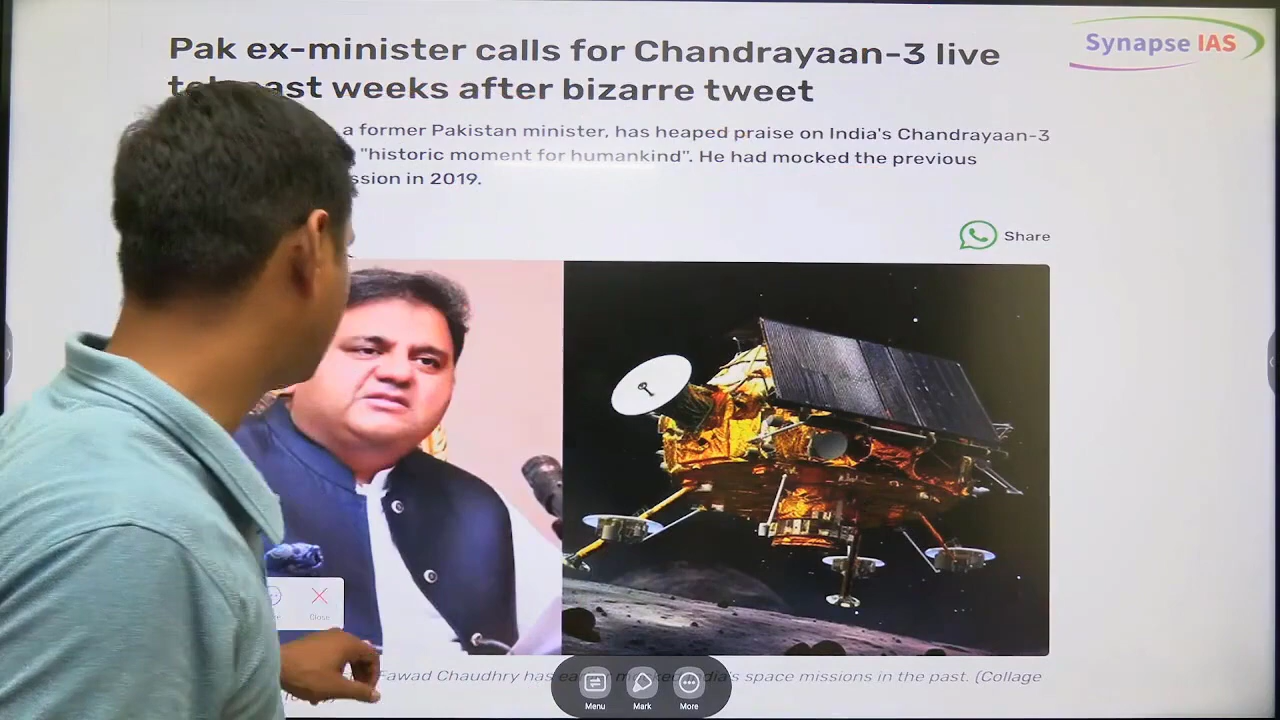 Pak ex-minister calls for Chandrayaan-3 live
Synapse IAS
weeks after bizarre tweet
a former Pakistan minister, has heaped praise on India's Chandrayaan-3
"historic moment for humankind". He had mocked the previous
in 2019.
Share
Close
Fawad Chaudhry has space missions in the past. (Collage
Menu
Mark
More